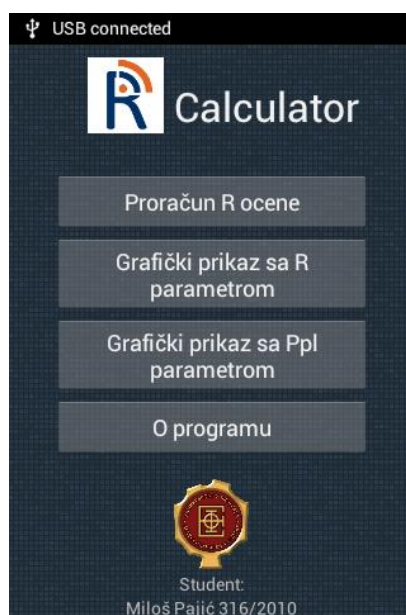 USB connected
R Calculator
Proračun R ocene
Grafički prikaz sa R
parametrom
Grafički prikaz sa Ppl
parametrom
O programu
Student:
Miloš Pajić 316/2010